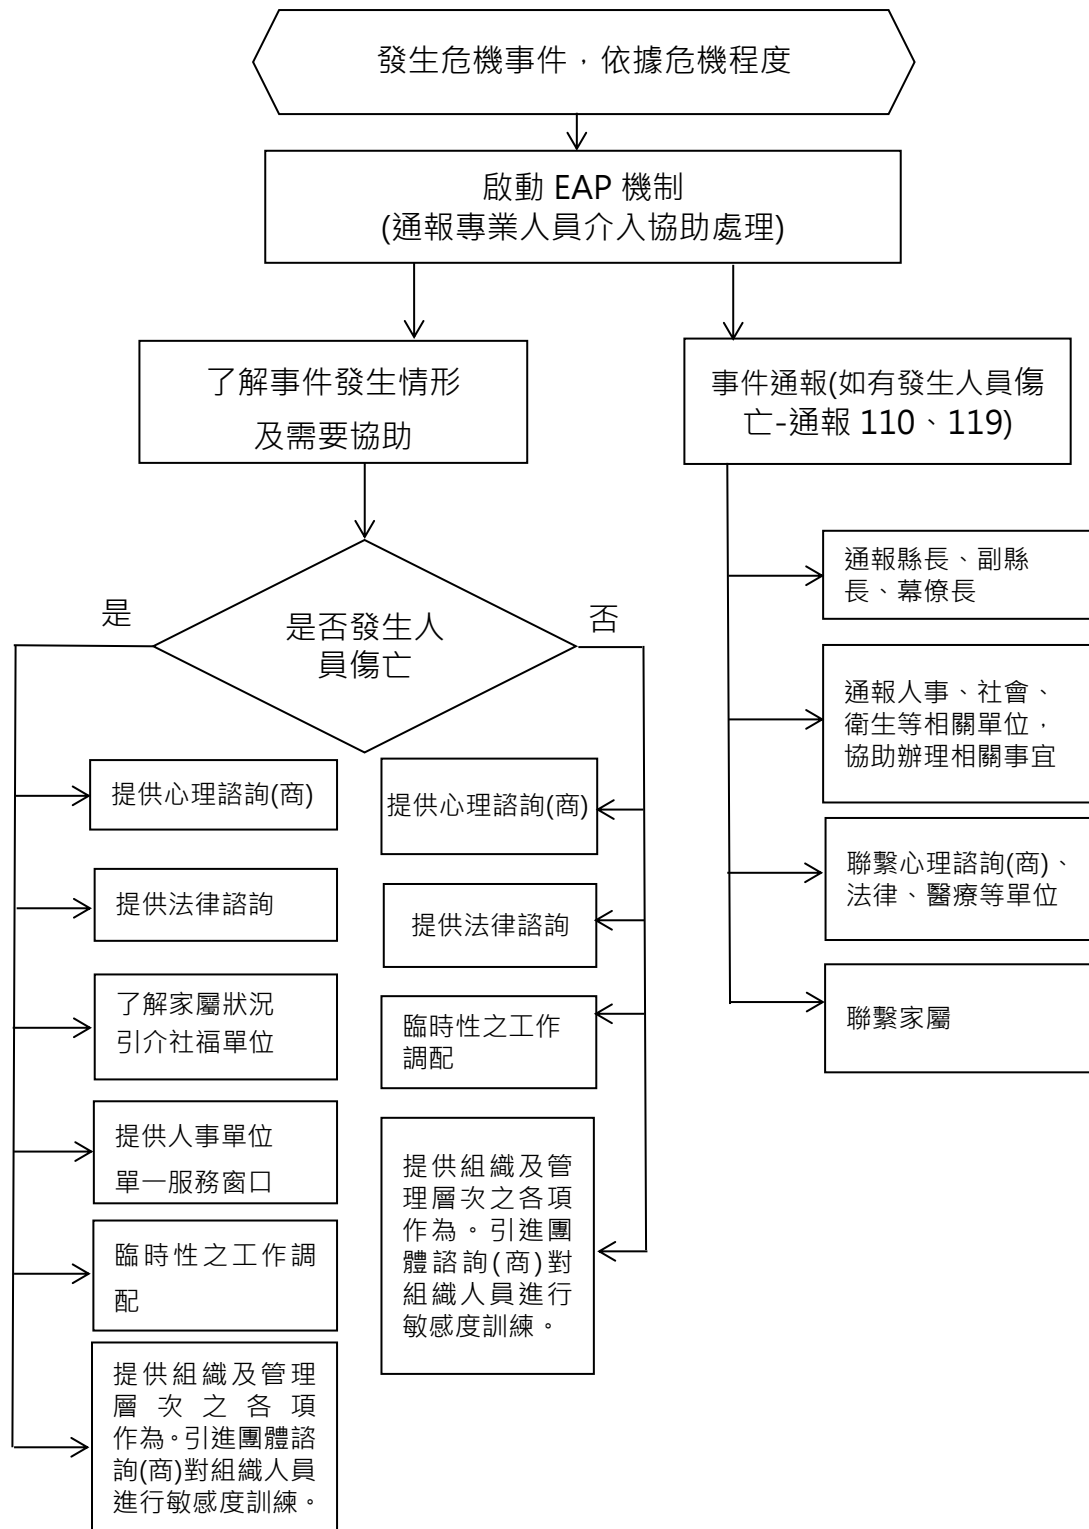 發生危機事件，依據危機程度
啟動 EAP 機制
(通報專業人員介入協助處理)
了解事件發生情形
及需要協助
事件通報(如有發生人員傷
亡-通報 110、119)
是否發生人
員傷亡
是
否
提供心理諮詢(商)
提供法律諮詢
了解家屬狀況
引介社福單位
提供人事單位
單一服務窗口
臨時性之工作調
配
提供組織及管理
層次之各項
作為。引進團體諮
詢(商)對組織人員
進行敏感度訓練。
提供心理諮詢(商)
提供法律諮詢
臨時性之工作
調配
提供組織及管
理層次之各項
作為。引進團
體諮詢(商)對
組織人員進行
敏感度訓練。
通報縣長、副縣
長、幕僚長
通報人事、社會、
衛生等相關單位，
協助辦理相關事宜
聯繫心理諮詢(商)、
法律、醫療等單位
聯繫家屬